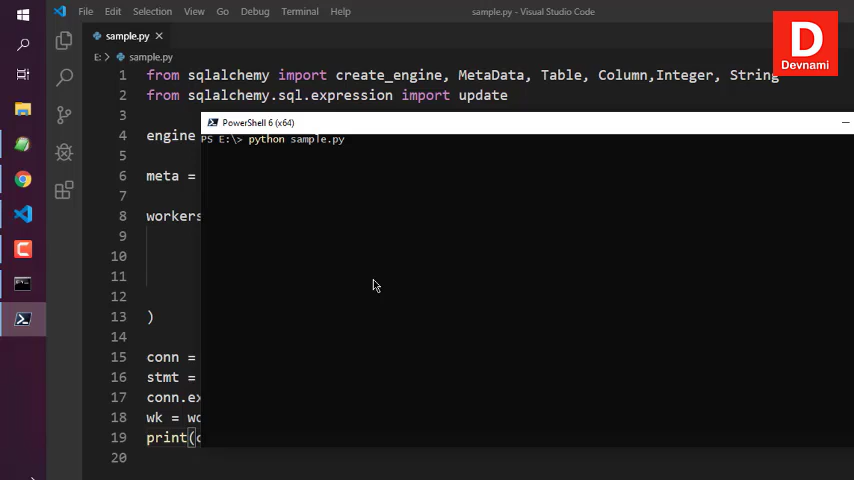 File Edit Selection View Go Debug Terminal Help
sample.py - Visual Studio Code
D
Devnami
sample.py
E: > sample.py
1 from sqlalchemy import create_engine, MetaData, Table, Column,Integer, String
2 from sqlalchemy.sql.expression import update
3
PowerShell 6 (x64)
PS E:\> python sample.py
4 engine
5
6 meta =
7
8 workers
9
10
11
12
13 )
14
15 conn =
16 stmt =
17 conn.ex
18 wk = wo
19 print(c
20